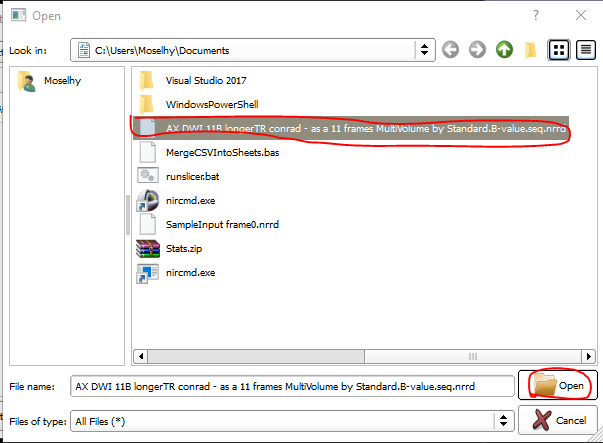 Open
Look in:
C:\Users\Moselhy\Documents
Moselhy
Visual Studio 2017
WindowsPowerShell
AX DWI 11B longerTR conrad - as a 11 frames MultiVolume by Standard.B-value.seq.nrrd
MergeCSVIntoSheets.bas
runslicer.bat
nircmd.exe
SampleInput frame0.nrrd
Stats.zip
nircmd.exe
File name:
AX DWI 11B longerTR conrad - as a 11 frames MultiVolume by Standard.B-value.seq.nrrd
Open
Files of type:
All Files (*)
Cancel